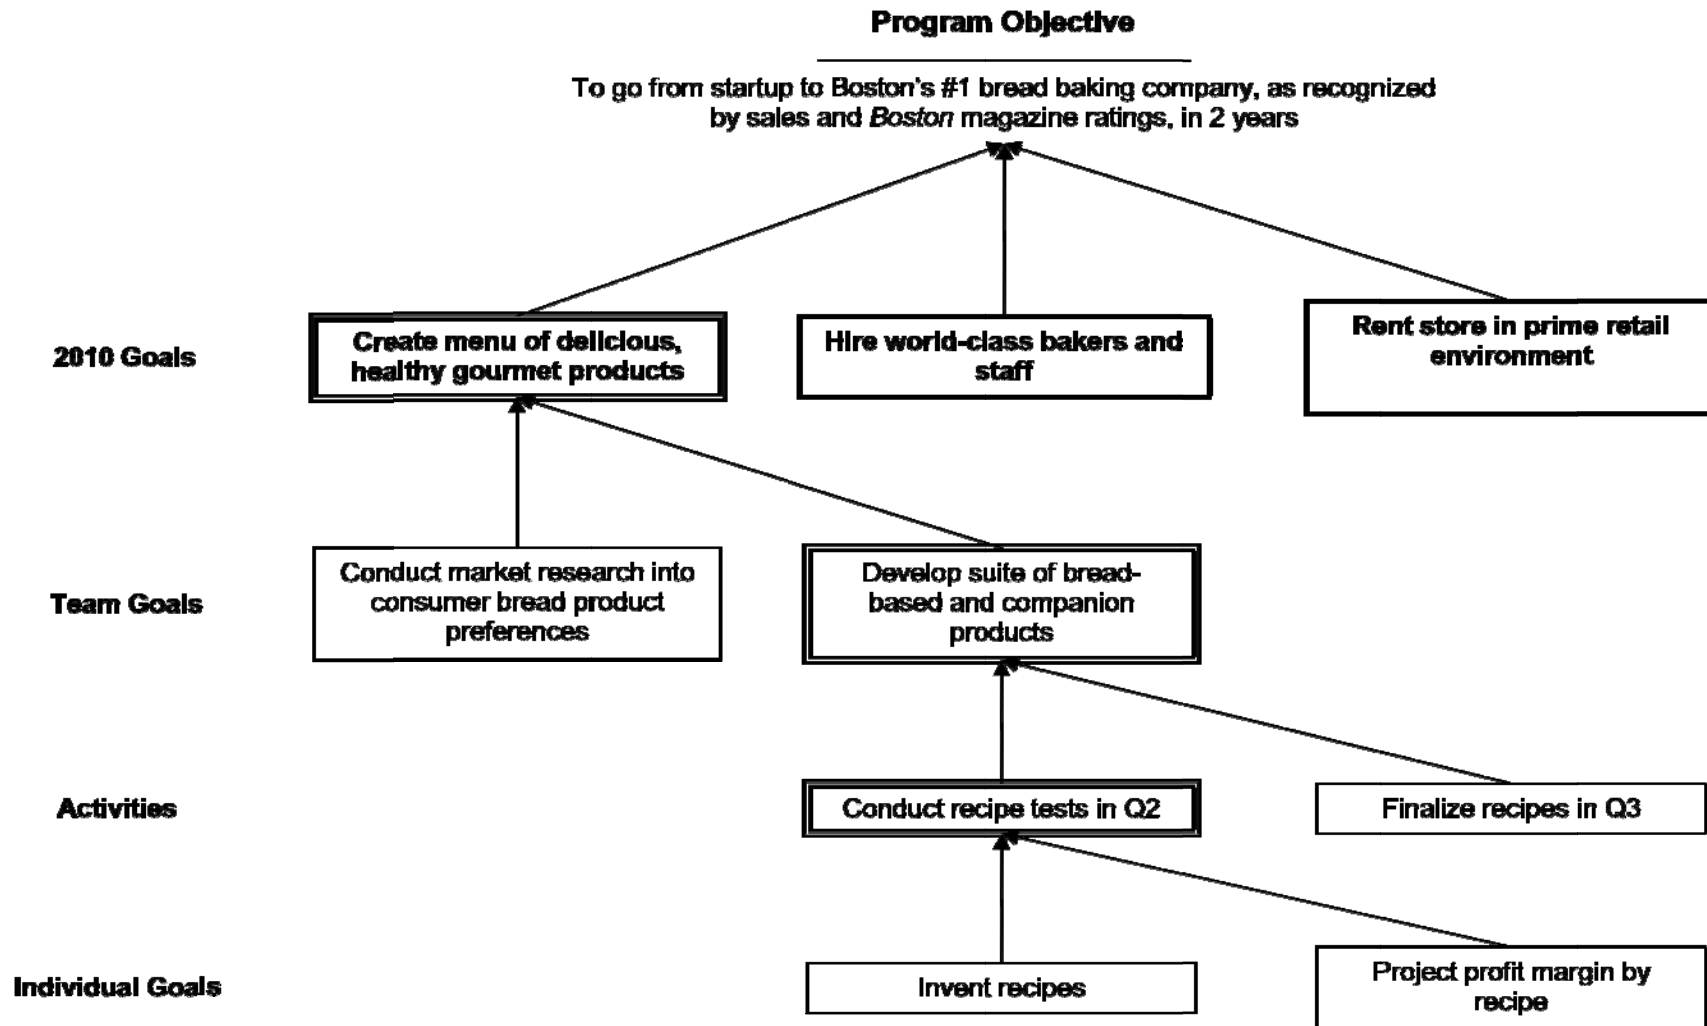 Program Objective
To go from startup to Boston's #1 bread baking company, as recognized
by sales and Boston magazine ratings, in 2 years
2010 Goals
Create menu of delicious,
healthy gourmet products
Hire world-class bakers and
staff
Rent store in prime retail
environment
Team Goals
Conduct market research into
consumer bread product
preferences
Develop suite of bread-
based and companion
products
Activities
Conduct recipe tests in Q2
Finalize recipes in Q3
Individual Goals
Invent recipes
Project profit margin by
recipe